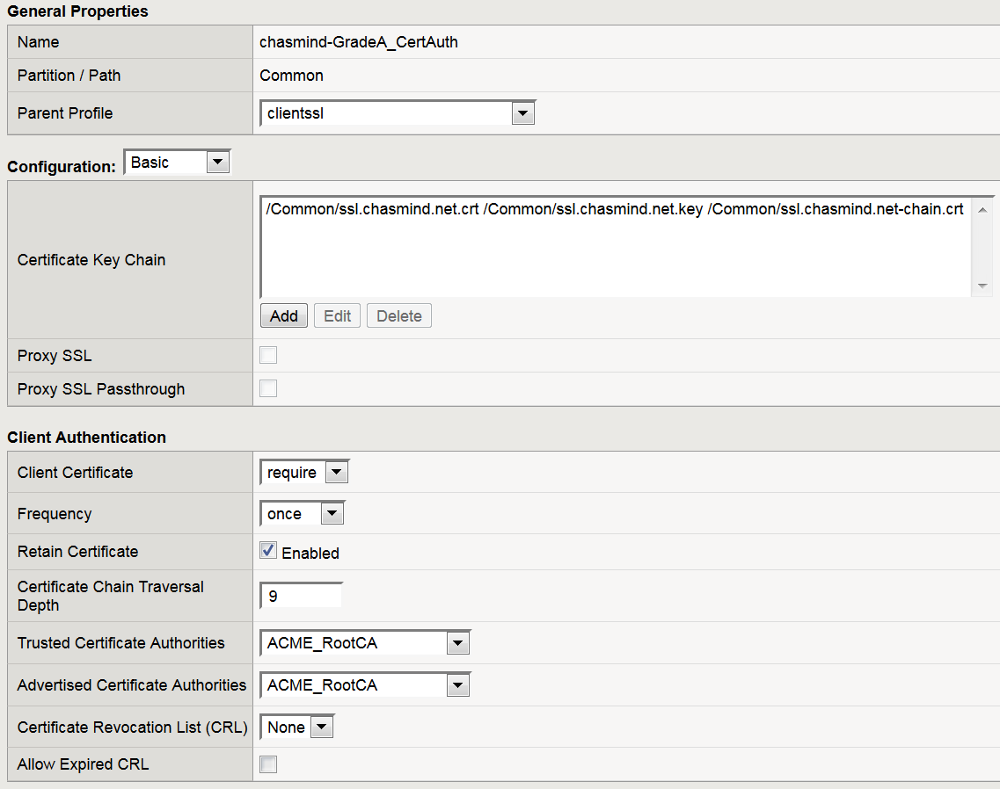 General Properties
Name chasmind-GradeA_CertAuth
Partition / Path Common
Parent Profile clientssl
Configuration: Basic
/Common/ssl.chasmind.net.crt /Common/ssl.chasmind.net.key /Common/ssl.chasmind.net-chain.crt
Certificate Key Chain
Add Edit Delete
Proxy SSL
Proxy SSL Passthrough
Client Authentication
Client Certificate require
Frequency once
Retain Certificate Enabled
Certificate Chain Traversal
Depth 9
Trusted Certificate Authorities ACME_RootCA
Advertised Certificate Authorities ACME_RootCA
Certificate Revocation List (CRL) None
Allow Expired CRL